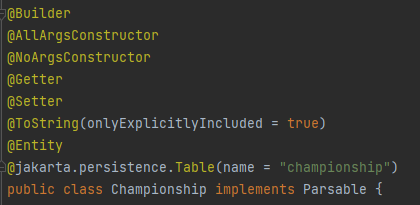 @Builder
@AllArgsConstructor
@NoArgsConstructor
@Getter
@Setter
@ToString(onlyExplicitlyIncluded = true)
@Entity
@jakarta.persistence.Table(name = "championship")
public class Championship implements Parsable {